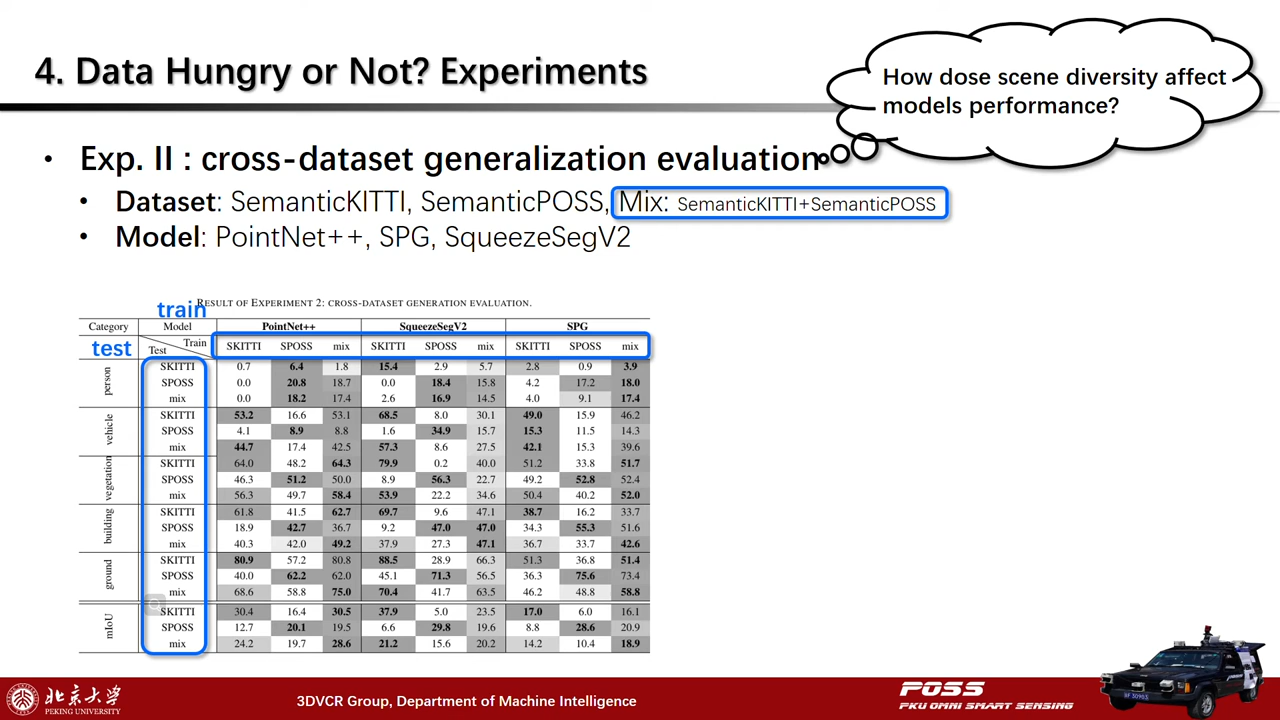 4. Data Hungry or Not? Experiments
How dose scene diversity affect
models performance?
• Exp. II : cross-dataset generalization evaluation
• Dataset: SemanticKITTI, SemanticPOSS, Mix: SemanticKITTI+SemanticPOSS
• Model: PointNet++, SPG, SqueezeSegV2
RESULT OF EXPERIMENT 2: CROSS-DATASET GENERATION EVALUATION.
train
Category Model PointNet++ SqueezeSegV2 SPG
test
Test Train SKITTI SPOSS mix SKITTI SPOSS mix SKITTI SPOSS mix
person
SKITTI 0.7 6.4 1.8 15.4 2.9 5.7 2.8 0.9 3.9
SPOSS 0.0 20.8 18.7 0.0 18.4 15.8 4.2 17.2 18.0
mix 0.0 18.2 17.4 2.6 16.9 14.5 4.0 9.1 17.4
vehicle
SKITTI 53.2 16.6 53.1 68.5 8.0 30.1 49.0 15.9 46.2
SPOSS 4.1 8.9 8.8 1.6 34.9 15.7 15.3 11.5 14.3
mix 44.7 17.4 42.5 57.3 8.6 27.5 42.1 15.3 39.6
vegetation
SKITTI 64.0 48.2 64.3 79.9 0.2 40.0 51.2 33.8 51.7
SPOSS 46.3 51.2 50.0 8.9 56.3 22.7 49.2 52.8 52.4
mix 56.3 49.7 58.4 53.9 22.2 34.6 50.4 40.2 52.0
building
SKITTI 61.8 41.5 62.7 69.7 9.6 47.1 38.7 16.2 33.7
SPOSS 18.9 42.7 36.7 9.2 47.0 47.0 34.3 55.3 51.6
mix 40.3 42.0 49.2 37.9 27.3 47.1 36.7 33.7 42.6
ground
SKITTI 80.9 57.2 80.8 88.5 28.9 66.3 51.3 36.8 51.4
SPOSS 40.0 62.2 62.0 45.1 71.3 56.5 36.3 75.6 73.4
mix 68.6 58.8 75.0 70.4 41.7 63.5 46.2 48.8 58.8
mIoU
SKITTI 30.4 16.4 30.5 37.9 5.0 23.5 17.0 6.0 16.1
SPOSS 12.7 20.1 19.5 6.6 29.8 19.6 8.8 28.6 20.9
mix 24.2 19.7 28.6 21.2 15.6 20.2 14.2 10.4 18.9
北京大学
PEKING UNIVERSITY
3DVCR Group, Department of Machine Intelligence
POSS
PKU OMNI SMART SENSING